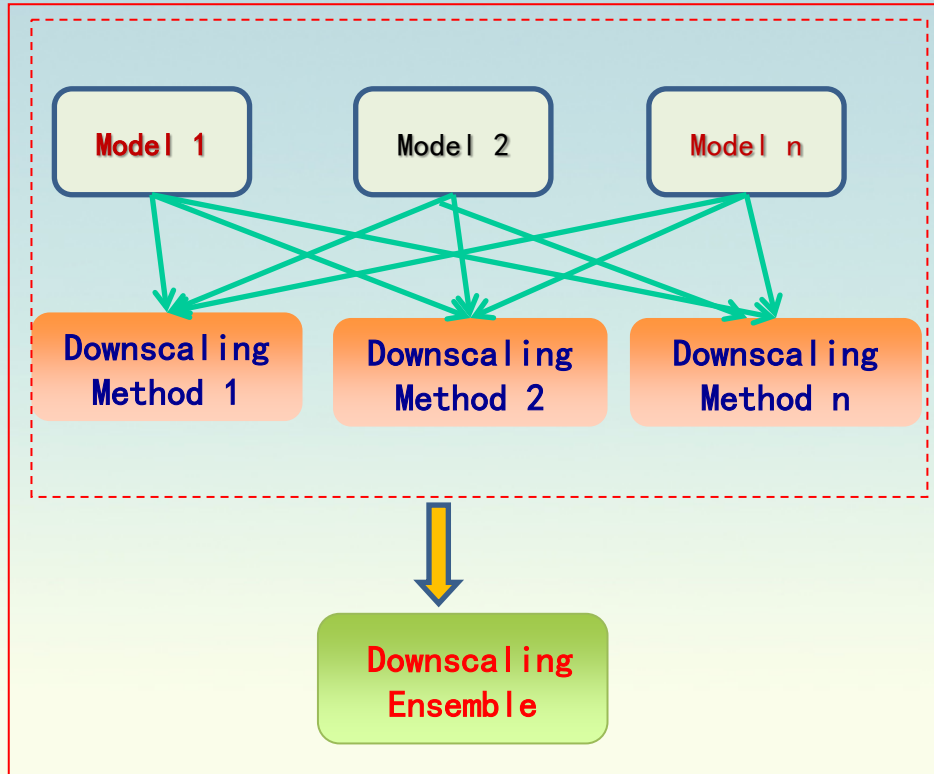 Model 1
Model 2
Model n
Downscaling
Method 1
Downscaling
Method 2
Downscaling
Method n
Downscaling
Ensemble